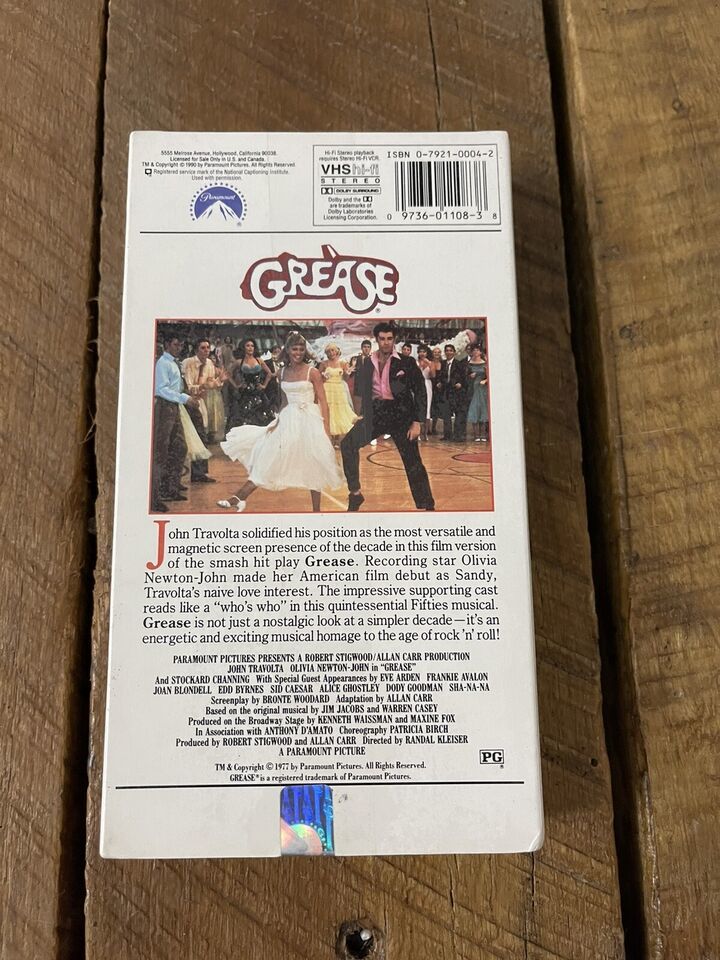 5555 Melrose Avenue, Hollywood, California 90038.
Licensed for Sale Only in U.S. and Canada.
TM & Copyright © 1990 by Paramount Pictures. All Rights Reserved.
Registered service mark of the National Captioning Institute.
Used with permission.
Paramount
Hi-Fi Stereo playback
requires Stereo Hi-Fi VCR.
VHS hi-fi
STEREO
DOLBY SURROUND
Dolby and the
are trademarks of
Dolby Laboratories
Licensing Corporation.
ISBN 0-7921-0004-2
0 9736-01108-3 8
GREASE®
John Travolta solidified his position as the most versatile and
magnetic screen presence of the decade in this film version
of the smash hit play Grease. Recording star Olivia
Newton-John made her American film debut as Sandy,
Travolta's naive love interest. The impressive supporting cast
reads like a "who's who" in this quintessential Fifties musical.
Grease is not just a nostalgic look at a simpler decade—it's an
energetic and exciting musical homage to the age of rock 'n' roll!
PARAMOUNT PICTURES PRESENTS A ROBERT STIGWOOD/ALLAN CARR PRODUCTION
JOHN TRAVOLTA OLIVIA NEWTON-JOHN in "GREASE"
And STOCKARD CHANNING With Special Guest Appearances by EVE ARDEN FRANKIE AVALON
JOAN BLONDELL EDD BYRNES SID CAESAR ALICE GHOSTLEY DODY GOODMAN SHA-NA-NA
Screenplay by BRONTE WOODARD Adaptation by ALLAN CARR
Based on the original musical by JIM JACOBS and WARREN CASEY
Produced on the Broadway Stage by KENNETH WAISSMAN and MAXINE FOX
In Association with ANTHONY D'AMATO Choreography PATRICIA BIRCH
Produced by ROBERT STIGWOOD and ALLAN CARR Directed by RANDAL KLEISER
A PARAMOUNT PICTURE
PG
TM & Copyright © 1977 by Paramount Pictures. All Rights Reserved.
GREASE® is a registered trademark of Paramount Pictures.